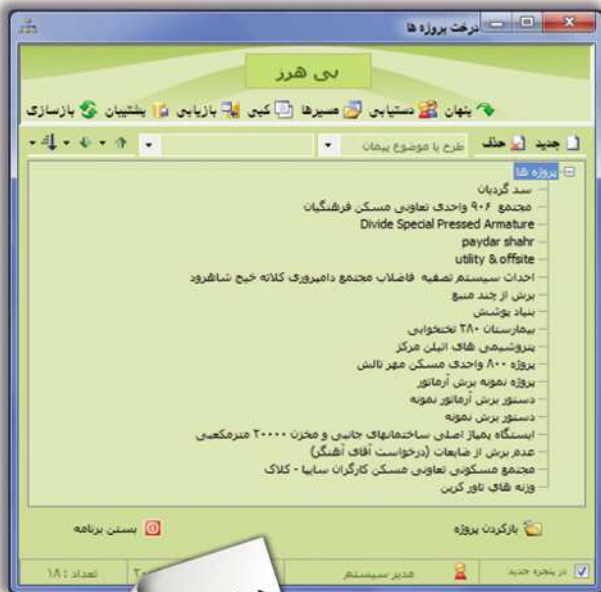 درخت پروژه ها
بی هرز
پنهان دستیابی مسیرها کپی بازیابی پشتیبان بازسازی
جدید حذف طرح یا موضوع پیمان
پروژه ها
سد گردیان
مجتمع ۹۰۶ واحدی تعاونی مسکن فرهنگیان
Divide Special Pressed Armature
paydar shahr
utility & offsite
احداث سیستم تصفیه فاضلاب مجتمع دامپروری کلاته خیج شاهرود
برش از چند منبع
بنیاد پوشش
بیمارستان ۲۸۰ تختخوابی
پتروشیمی های اتیلن مرکز
پروژه ۸۰۰ واحدی مسکن مهر تالش
پروژه نمونه برش آرماتور
دستور برش آرماتور نمونه
دستور برش نمونه
ایستگاه پمپاژ اصلی ساختمانهای جانبی و مخزن ۲۰۰۰۰ مترمکعبی
عدم برش از ضایعات (درخواست آقای آهنگر)
مجتمع مسکونی تعاونی مسکن کارگران سایپا - کلاک
وزنه های تاور کرین
بازکردن پروژه بستن برنامه
در پنجره جدید مدیر سیستم تعداد : ۱۸